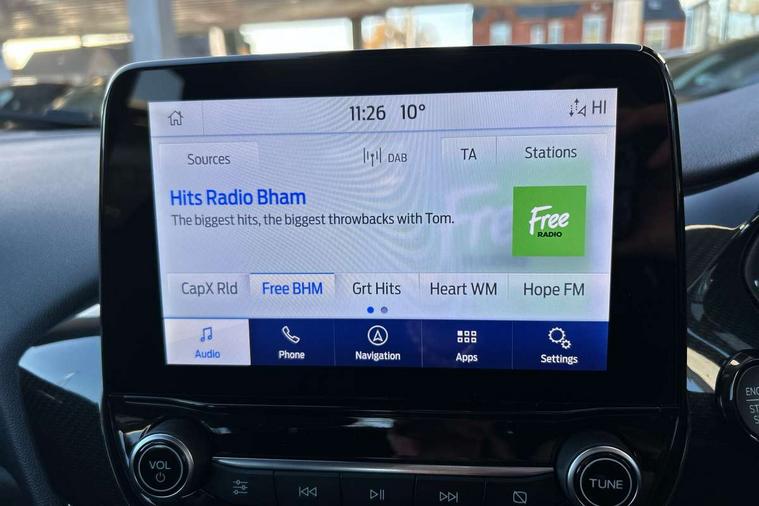 11:26 10° HI
Sources DAB TA Stations
Hits Radio Bham
The biggest hits, the biggest throwbacks with Tom.
Free
RADIO
CapX Rld Free BHM Grt Hits Heart WM Hope FM
Audio Phone Navigation Apps Settings
VOL
TUNE